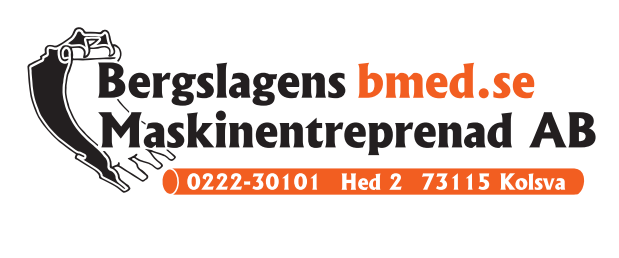 Bergslagens bmed.se
Maskinentreprenad AB
0222-30101 Hed 2 73115 Kolsva